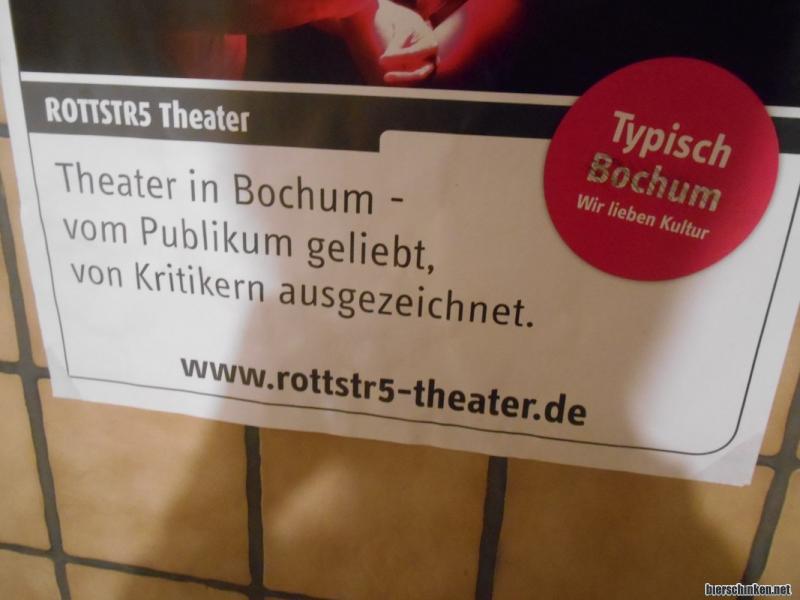 ROTTSTR5 Theater
Typisch
Bochum
Wir lieben Kultur
Theater in Bochum -
vom Publikum geliebt,
von Kritikern ausgezeichnet.
www.rottstr5-theater.de
bierschinken.net